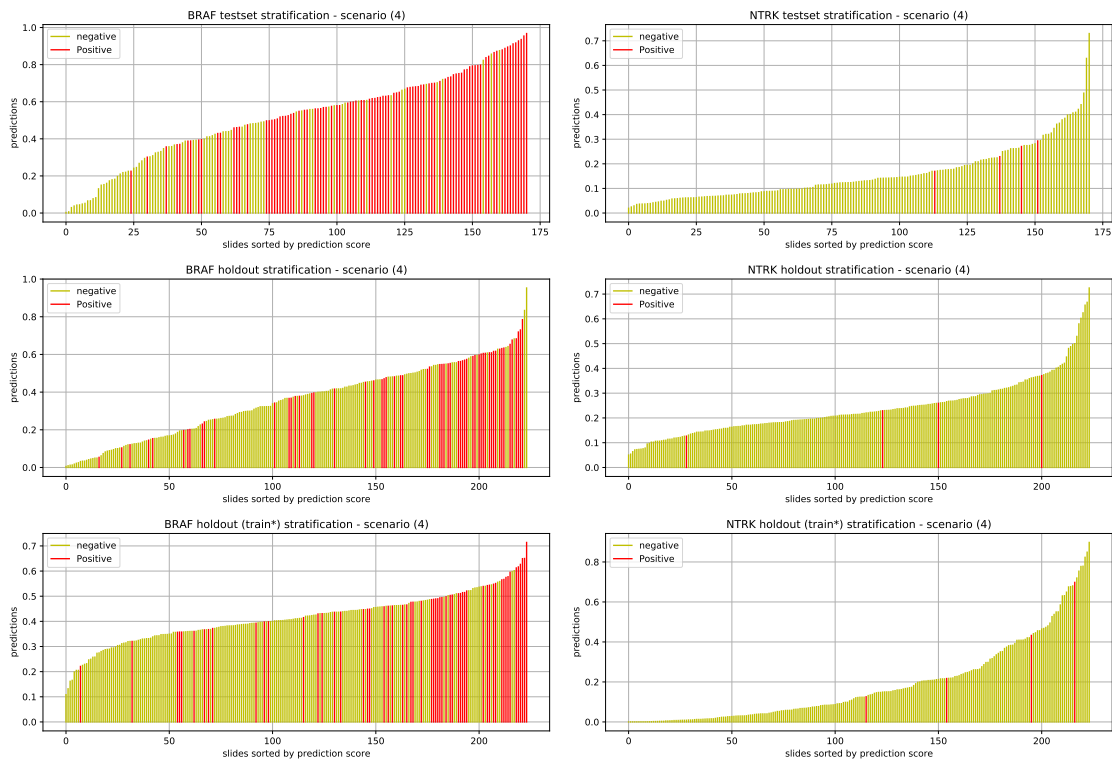 BRAF testset stratification - scenario (4)
negative
Positive
1.0
0.8
0.6
0.4
0.2
0.0
predictions
0 25 50 75 100 125 150 175
slides sorted by prediction score
NTRK testset stratification - scenario (4)
negative
Positive
0.7
0.6
0.5
0.4
0.3
0.2
0.1
0.0
predictions
0 25 50 75 100 125 150 175
slides sorted by prediction score
BRAF holdout stratification - scenario (4)
negative
Positive
1.0
0.8
0.6
0.4
0.2
0.0
predictions
0 50 100 150 200
slides sorted by prediction score
NTRK holdout stratification - scenario (4)
negative
Positive
0.7
0.6
0.5
0.4
0.3
0.2
0.1
0.0
predictions
0 50 100 150 200
slides sorted by prediction score
BRAF holdout (train*) stratification - scenario (4)
negative
Positive
0.7
0.6
0.5
0.4
0.3
0.2
0.1
0.0
predictions
0 50 100 150 200
slides sorted by prediction score
NTRK holdout (train*) stratification - scenario (4)
negative
Positive
0.8
0.6
0.4
0.2
0.0
predictions
0 50 100 150 200
slides sorted by prediction score